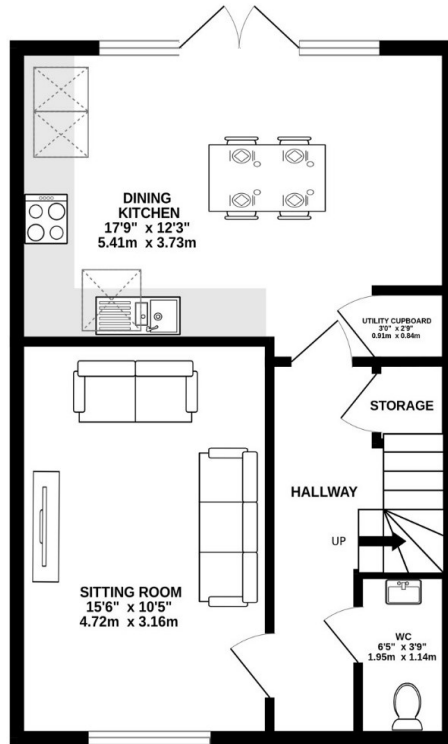 DINING
KITCHEN
17'9" x 12'3"
5.41m x 3.73m
UTILITY CUPBOARD
3'0" x 2'9"
0.91m x 0.84m
STORAGE
HALLWAY
UP
SITTING ROOM
15'6" x 10'5"
4.72m x 3.16m
WC
6'5" x 3'9"
1.95m x 1.14m